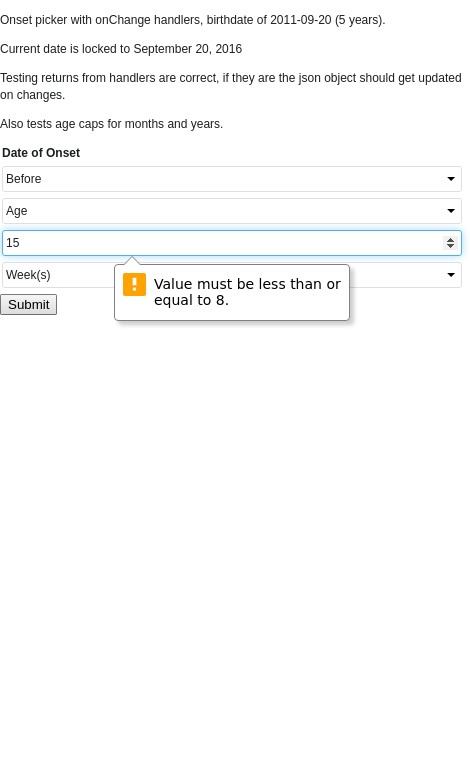 Onset picker with onChange handlers, birthdate of 2011-09-20 (5 years).
Current date is locked to September 20, 2016
Testing returns from handlers are correct, if they are the json object should get updated
on changes.
Also tests age caps for months and years.
Date of Onset
Before
Age
15
Week(s)
Value must be less than or
equal to 8.
Submit